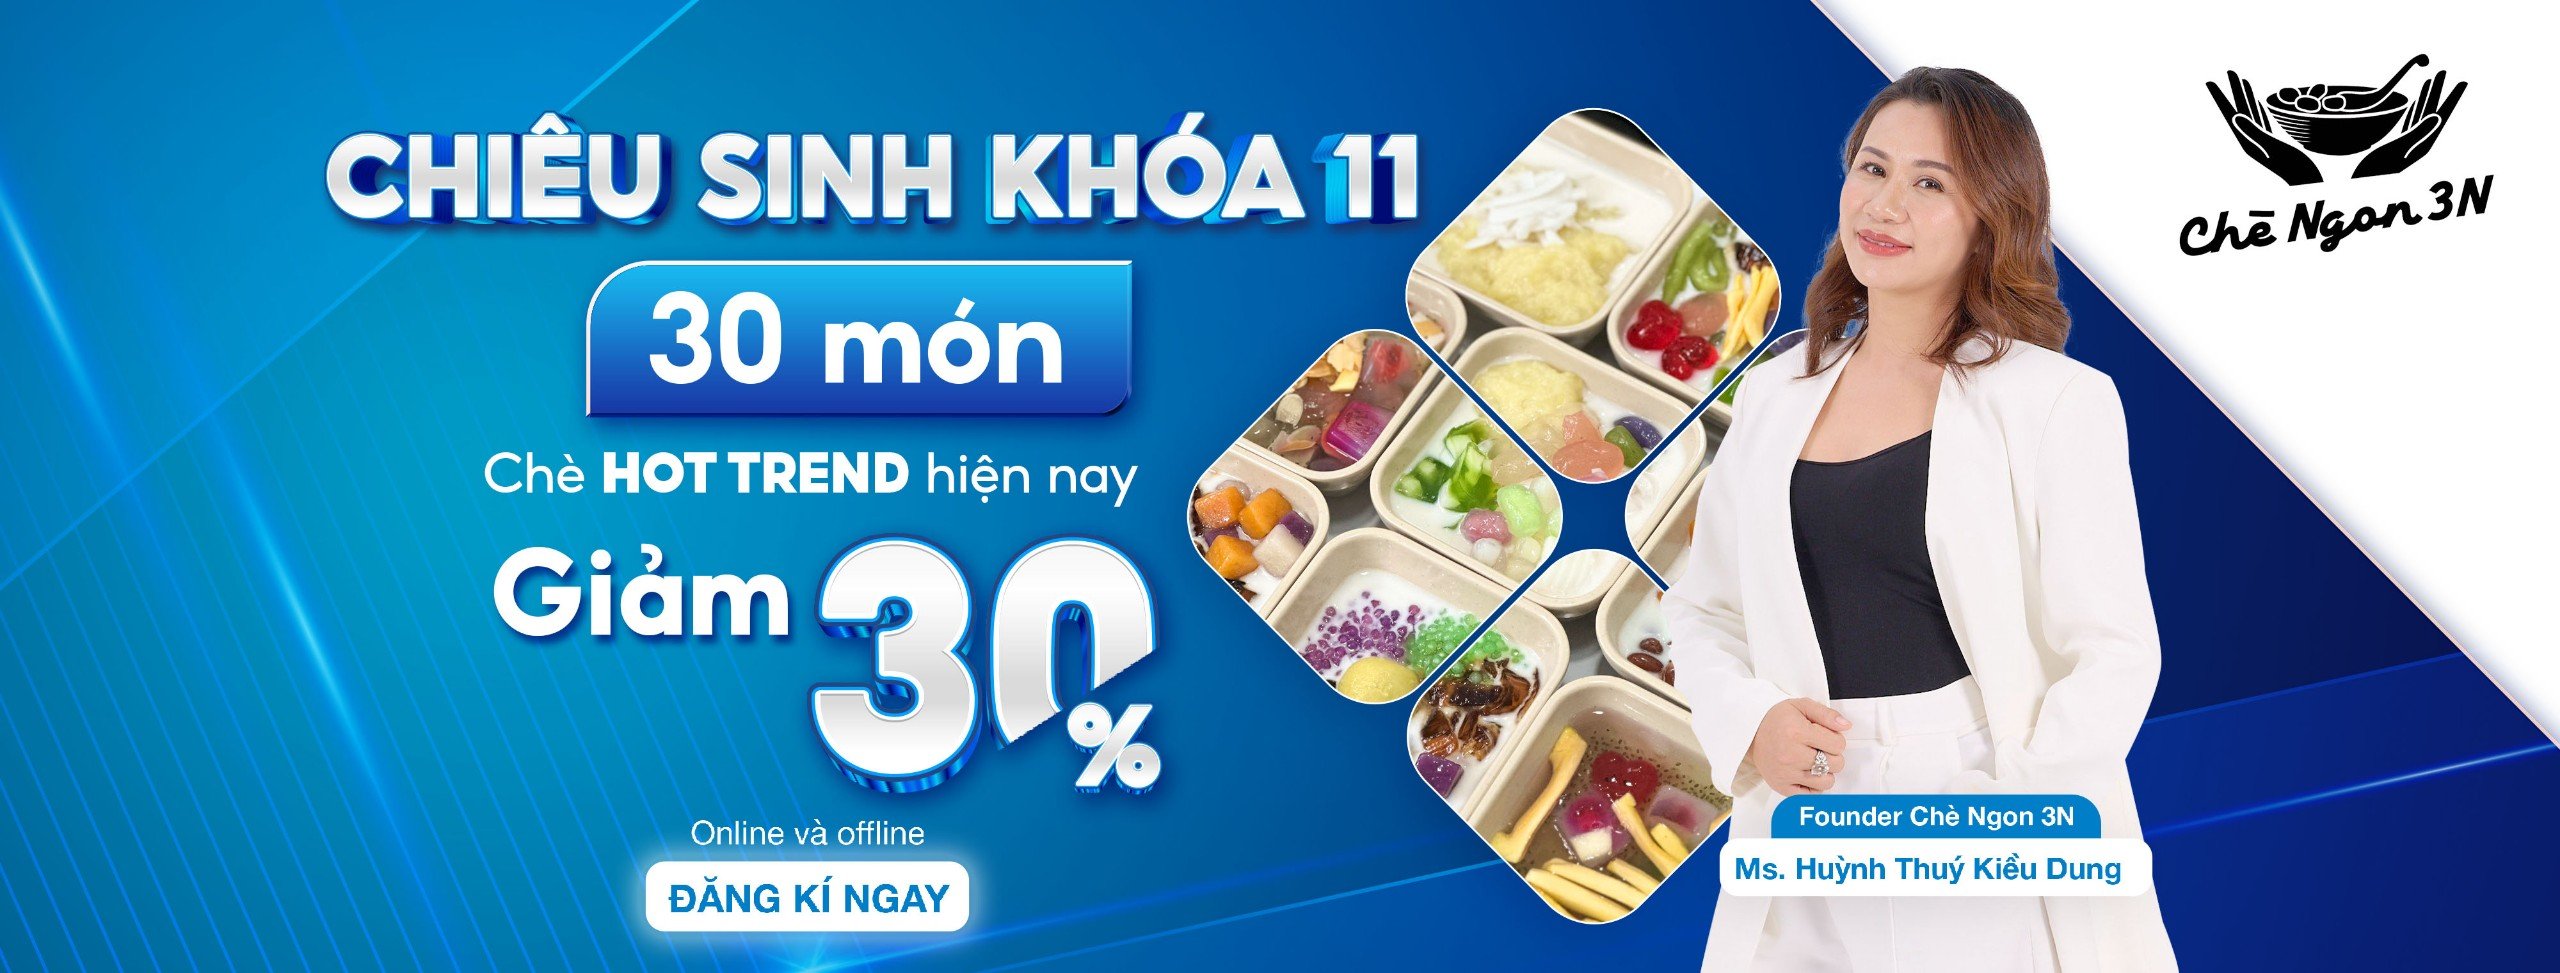 CHIÊU SINH KHÓA 11
30 món
Chè HOT TREND hiện nay
Giảm 30%
Online và offline
ĐĂNG KÍ NGAY
Chè Ngon 3N
Founder Chè Ngon 3N
Ms. Huỳnh Thuý Kiều Dung